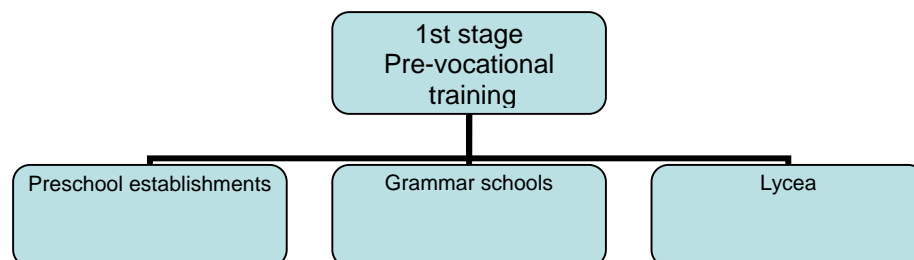 1st stage
Pre-vocational
training
Preschool establishments
Grammar schools
Lycea